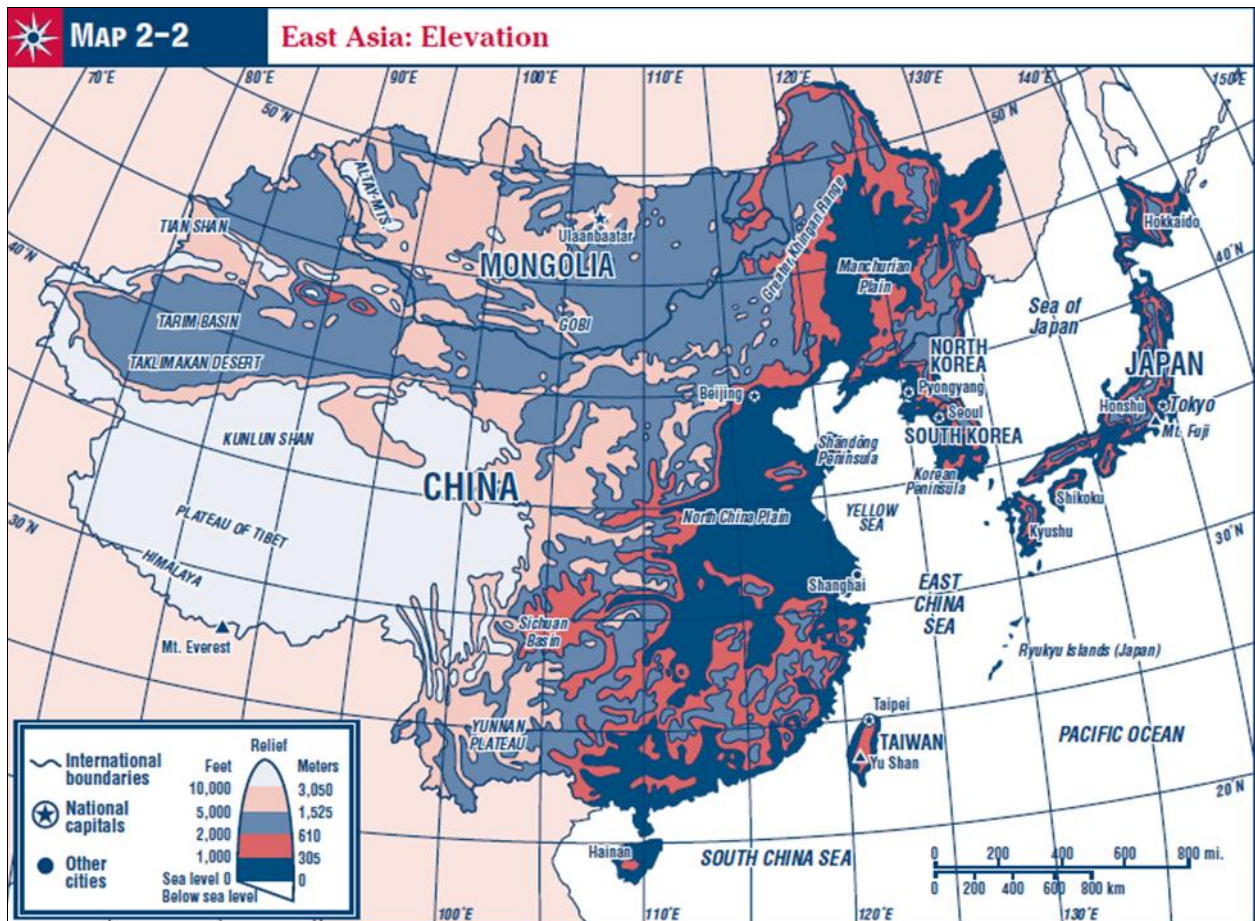 MAP 2–2
East Asia: Elevation
70°E
80°E
90°E
100°E
110°E
120°E
130°E
140°E
150°E
50°N
50°N
ALTAY MTS.
Ulaanbaatar
MONGOLIA
Greater Khingan Range
Manchurian Plain
Hokkaido
TIAN SHAN
40°N
40°N
TARIM BASIN
GOBI
Sea of Japan
TAKLIMAKAN DESERT
NORTH KOREA
JAPAN
Beijing
Pyongyang
Seoul
Honshu
Tokyo
Mt. Fuji
KUNLUN SHAN
Shandong Peninsula
SOUTH KOREA
CHINA
Korean Peninsula
Shikoku
PLATEAU OF TIBET
North China Plain
YELLOW SEA
Kyushu
30°N
30°N
HIMALAYA
Shanghai
EAST CHINA SEA
Sichuan Basin
Mt. Everest
Ryukyu Islands (Japan)
YUNNAN PLATEAU
Taipei
TAIWAN
Yu Shan
PACIFIC OCEAN
20°N
Hainan
SOUTH CHINA SEA
International boundaries
National capitals
Other cities
Relief
Feet
Meters
10,000
3,050
5,000
1,525
2,000
610
1,000
305
Sea level 0
0
Below sea level
0 200 400 600 800 mi.
0 200 400 600 800 km
100°E
110°E
120°E
130°E